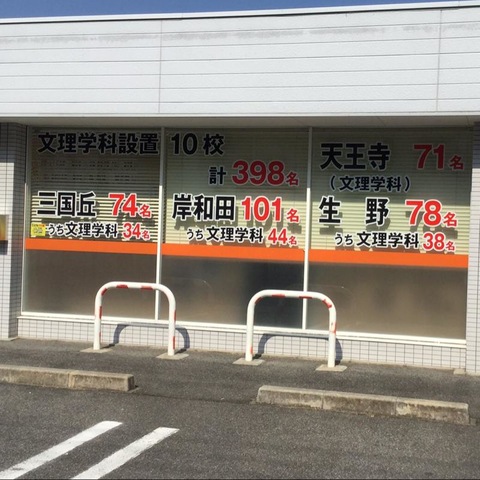 文理学科設置 10校
計 398名
天王寺 71名
(文理学科)
三国丘 74名
うち文理学科34名
岸和田 101名
うち文理学科44名
生野 78名
うち文理学科38名